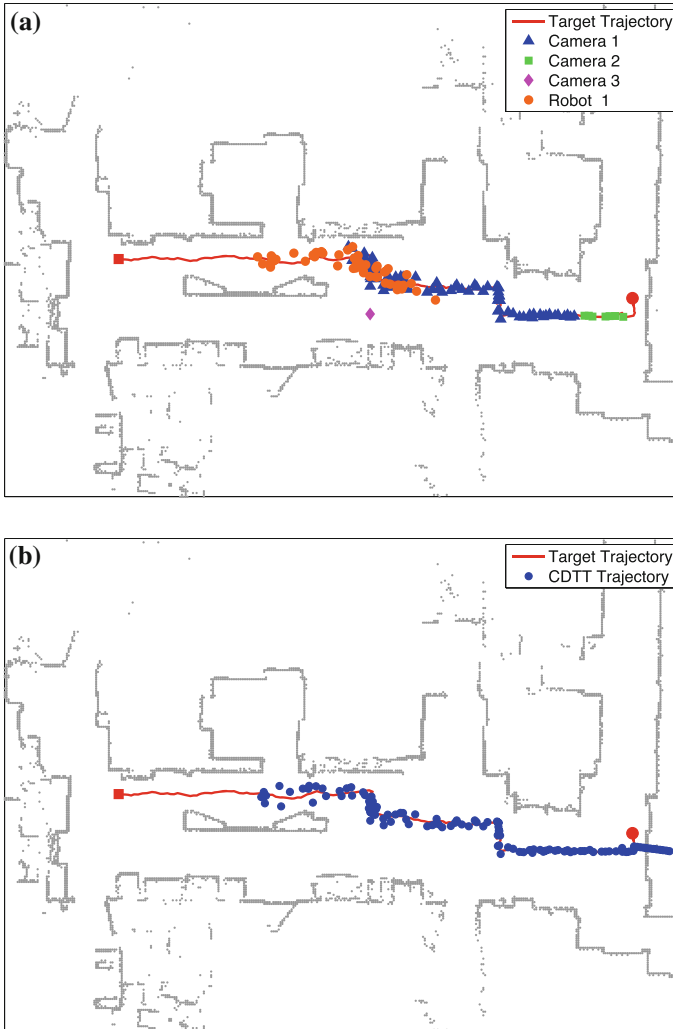 (a)
Target Trajectory
Camera 1
Camera 2
Camera 3
Robot 1
(b)
Target Trajectory
CDTT Trajectory